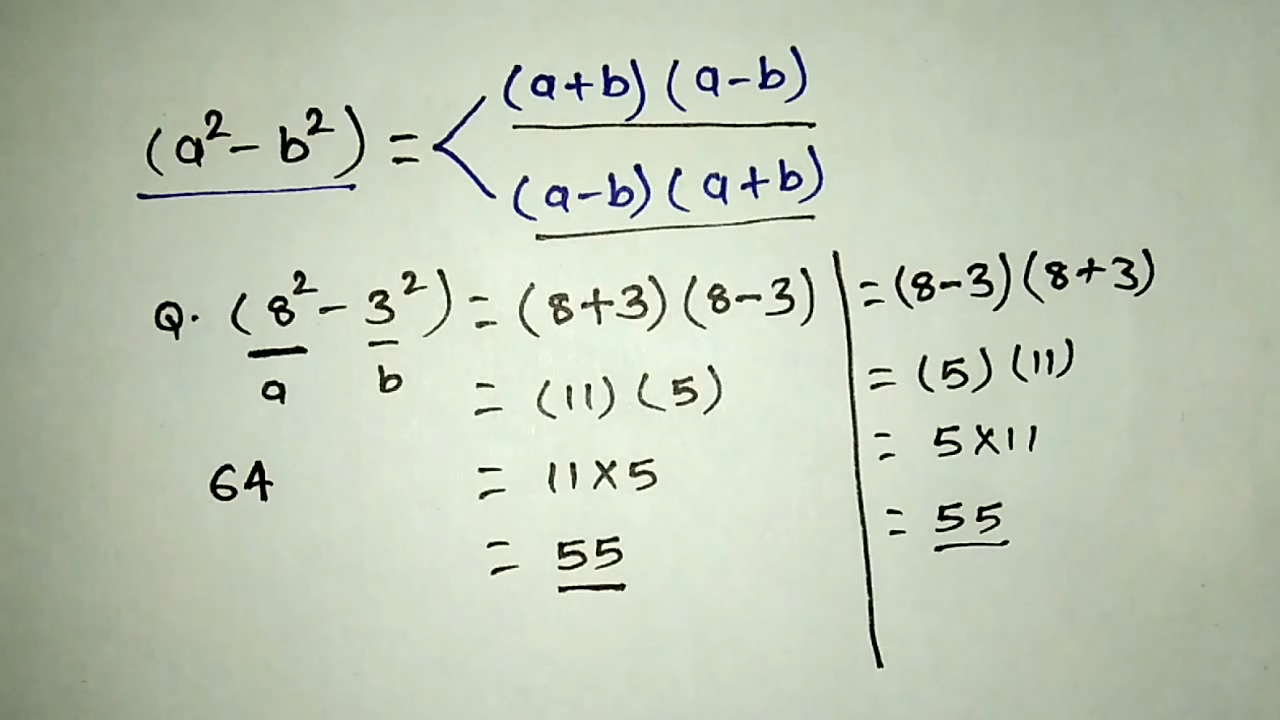 (a+b) (a-b)
(a² - b²) =
(a-b) (a+b)
Q. (8² - 3²) = (8+3) (8-3)
a b
= (11) (5)
64
= 11×5
= 55
= (8-3) (8+3)
= (5) (11)
= 5×11
= 55